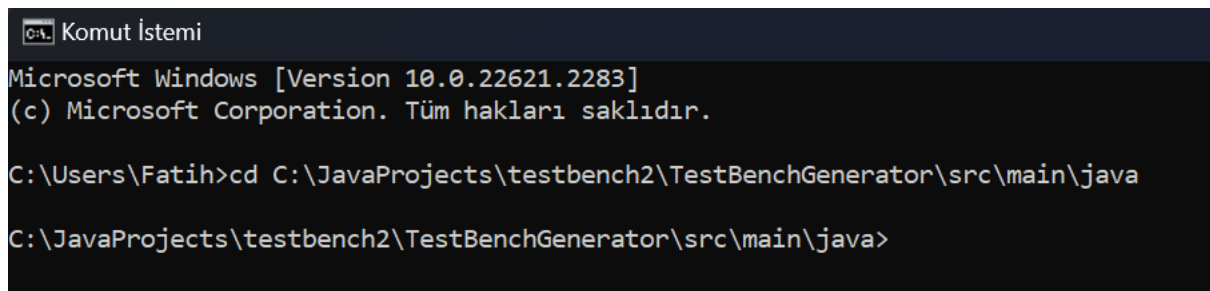 Komut İstemi
Microsoft Windows [Version 10.0.22621.2283]
(c) Microsoft Corporation. Tüm hakları saklıdır.
C:\Users\Fatih>cd C:\JavaProjects\testbench2\TestBenchGenerator\src\main\java
C:\JavaProjects\testbench2\TestBenchGenerator\src\main\java>